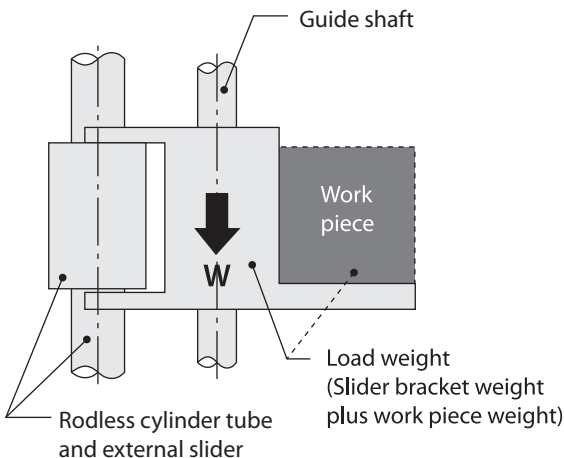 Guide shaft
Work
piece
W
Load weight
(Slider bracket weight
plus work piece weight)
Rodless cylinder tube
and external slider